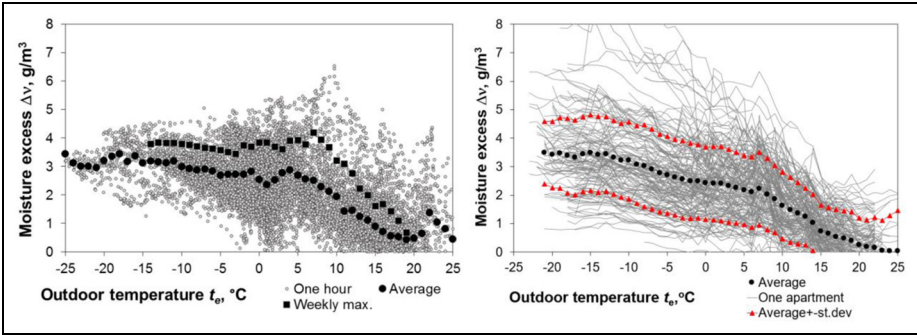 8
7
6
5
4
3
2
1
0
Moisture excess Δν, g/m³
-25 -20 -15 -10 -5 0 5 10 15 20 25
Outdoor temperature te, °C
One hour
Average
Weekly max.
8
7
6
5
4
3
2
1
0
Moisture excess Δν, g/m³
-25 -20 -15 -10 -5 0 5 10 15 20 25
Outdoor temperature te,°C
Average
One apartment
Average+-st.dev